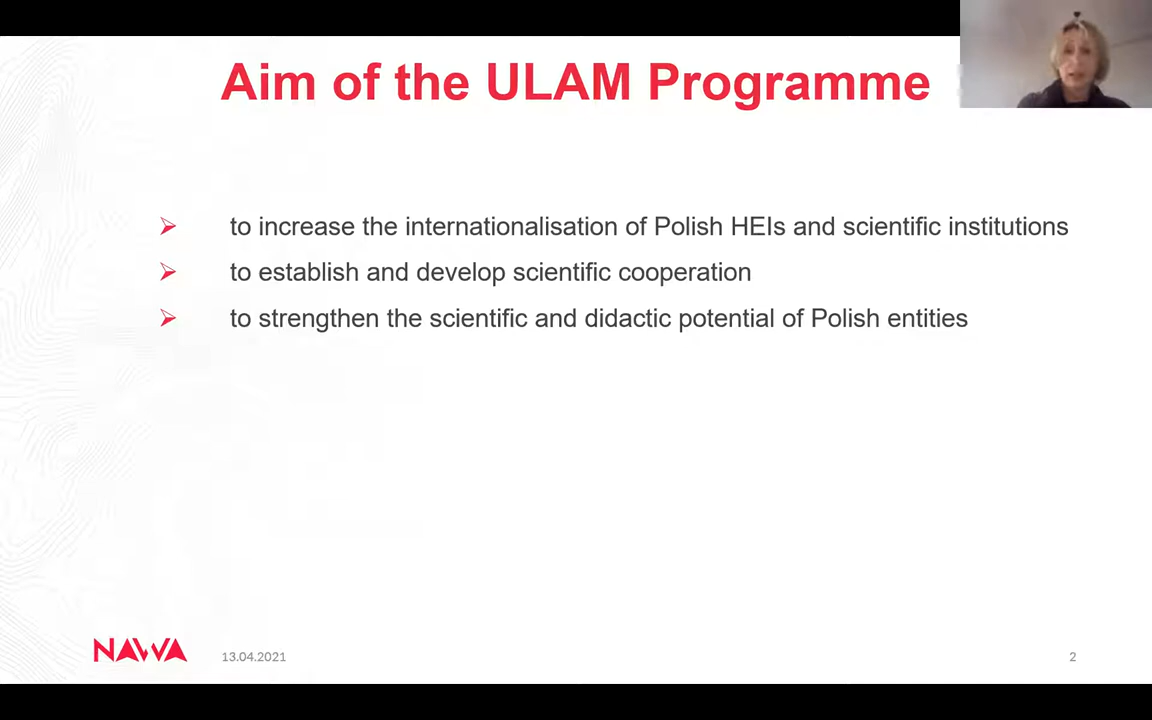 Aim of the ULAM Programme
to increase the internationalisation of Polish HEIs and scientific institutions
to establish and develop scientific cooperation
to strengthen the scientific and didactic potential of Polish entities
NAWA
13.04.2021
2